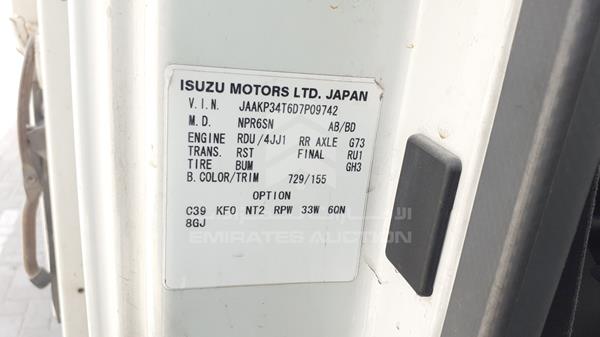 ISUZU MOTORS LTD. JAPAN
V.I.N. JAAKP34T6D7P09742
M.D. NPR6SN AB/BD
ENGINE RDU/4JJ1 RR AXLE G73
TRANS. RST FINAL RU1
TIRE BUM GH3
B.COLOR/TRIM 729/155
OPTION
C39 KF0 NT2 RPW 33W 60N
8GJ
EMIRATES AUCTION